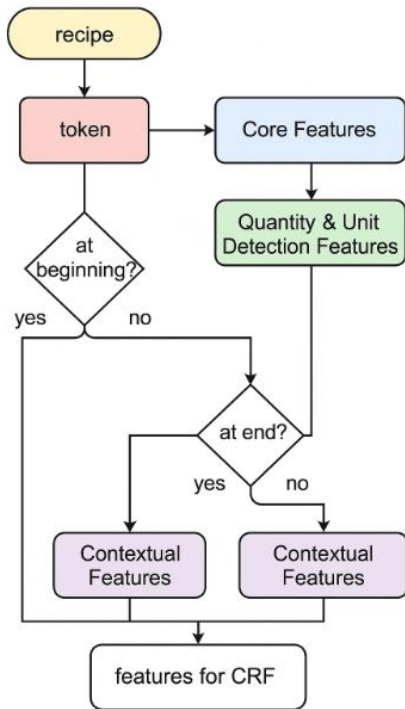 recipe
token
Core Features
Quantity & Unit
Detection Features
at
beginning?
yes
no
at end?
yes
no
Contextual
Features
Contextual
Features
features for CRF